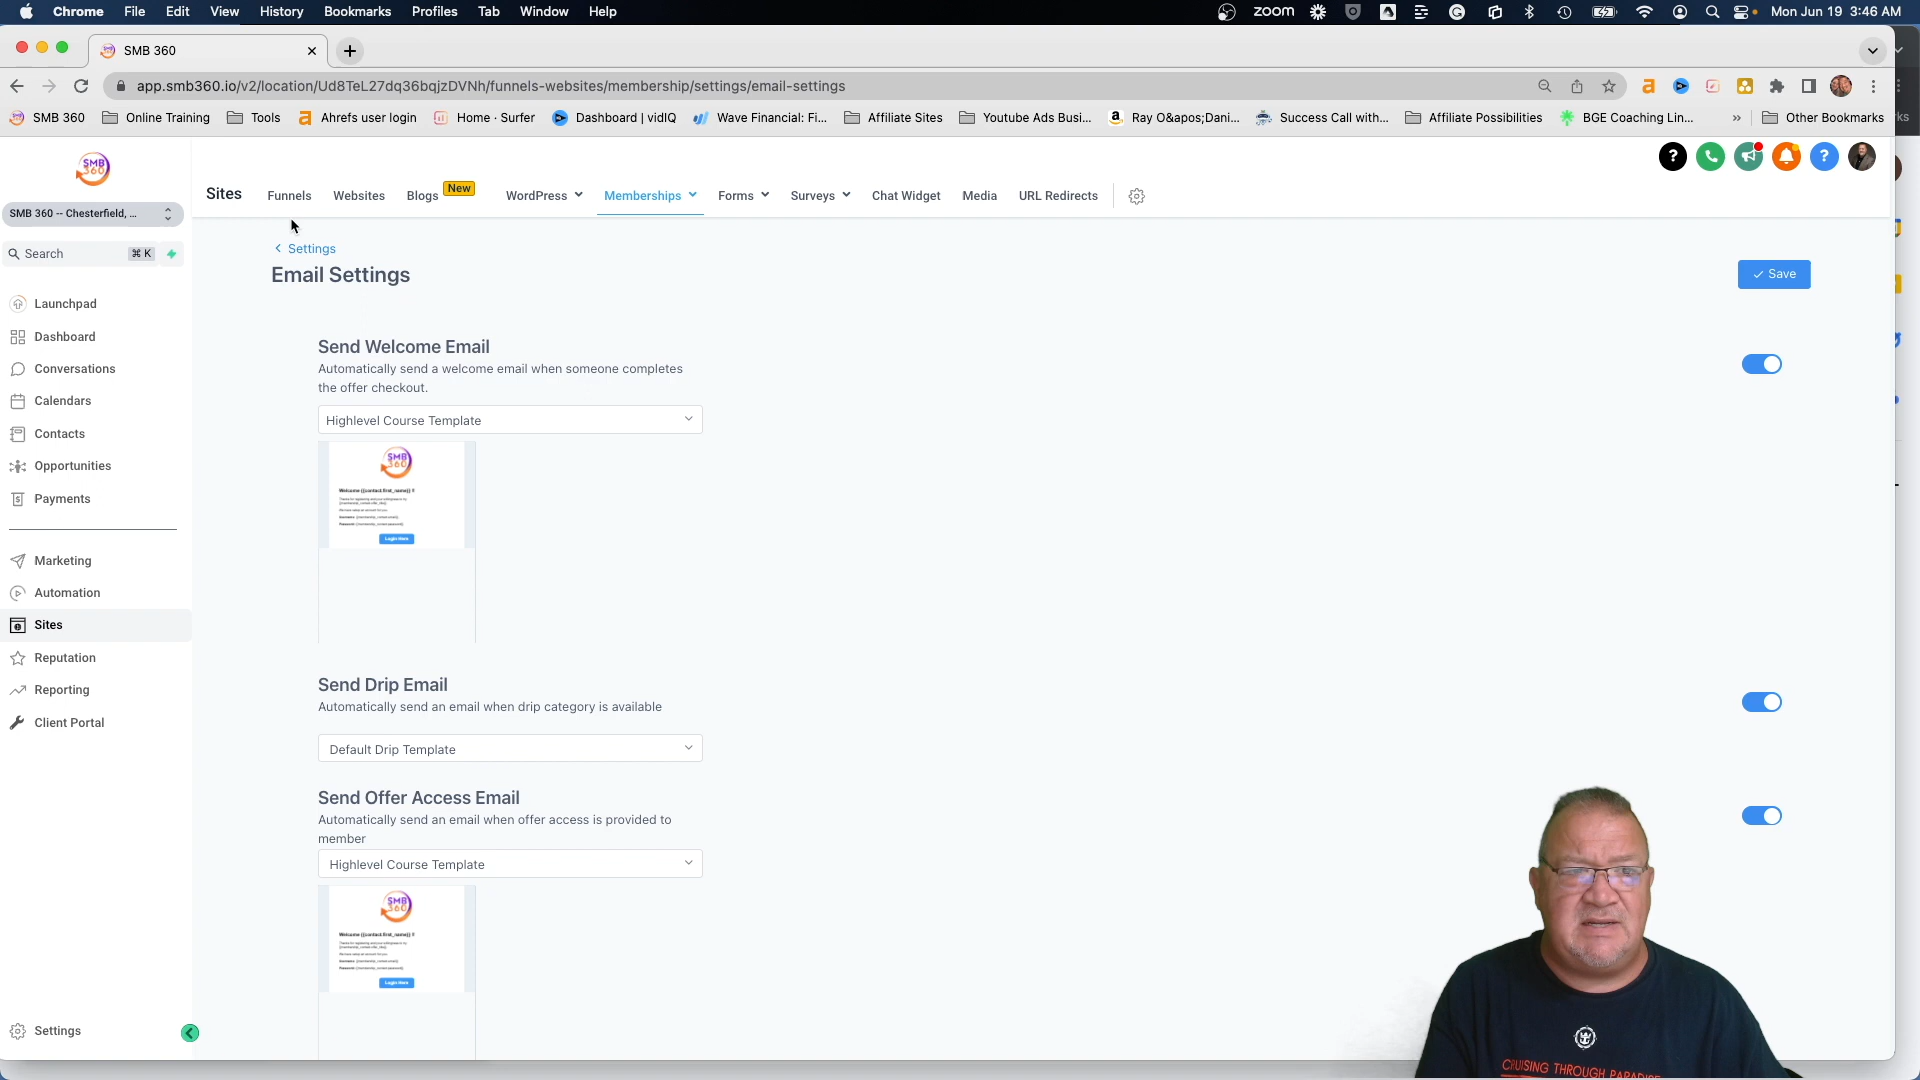 Chrome File Edit View History Bookmarks Profiles Tab Window Help
zoom
Mon Jun 19 3:46 AM
SMB 360
app.smb360.io/v2/location/Ud8TeL27dq36bqjzDVNh/funnels-websites/membership/settings/email-settings
SMB 360 Online Training Tools Ahrefs user login Home · Surfer Dashboard | vidIQ Wave Financial: Fi... Affiliate Sites Youtube Ads Busi... Ray O&apos;Dani... Success Call with... Affiliate Possibilities BGE Coaching Lin... » Other Bookmarks
SMB
360
SMB 360 -- Chesterfield, ...
Search ⌘ K
Launchpad
Dashboard
Conversations
Calendars
Contacts
Opportunities
Payments
Marketing
Automation
Sites
Reputation
Reporting
Client Portal
Settings
Sites Funnels Websites Blogs New WordPress Memberships Forms Surveys Chat Widget Media URL Redirects
Settings
Email Settings
Save
Send Welcome Email
Automatically send a welcome email when someone completes
the offer checkout.
Highlevel Course Template
SMB
360
Welcome {{contact.first_name}} !!
Login Here
Send Drip Email
Automatically send an email when drip category is available
Default Drip Template
Send Offer Access Email
Automatically send an email when offer access is provided to
member
Highlevel Course Template
SMB
360
Welcome {{contact.first_name}} !!
Login Here
CRUISING THROUGH PARADISE